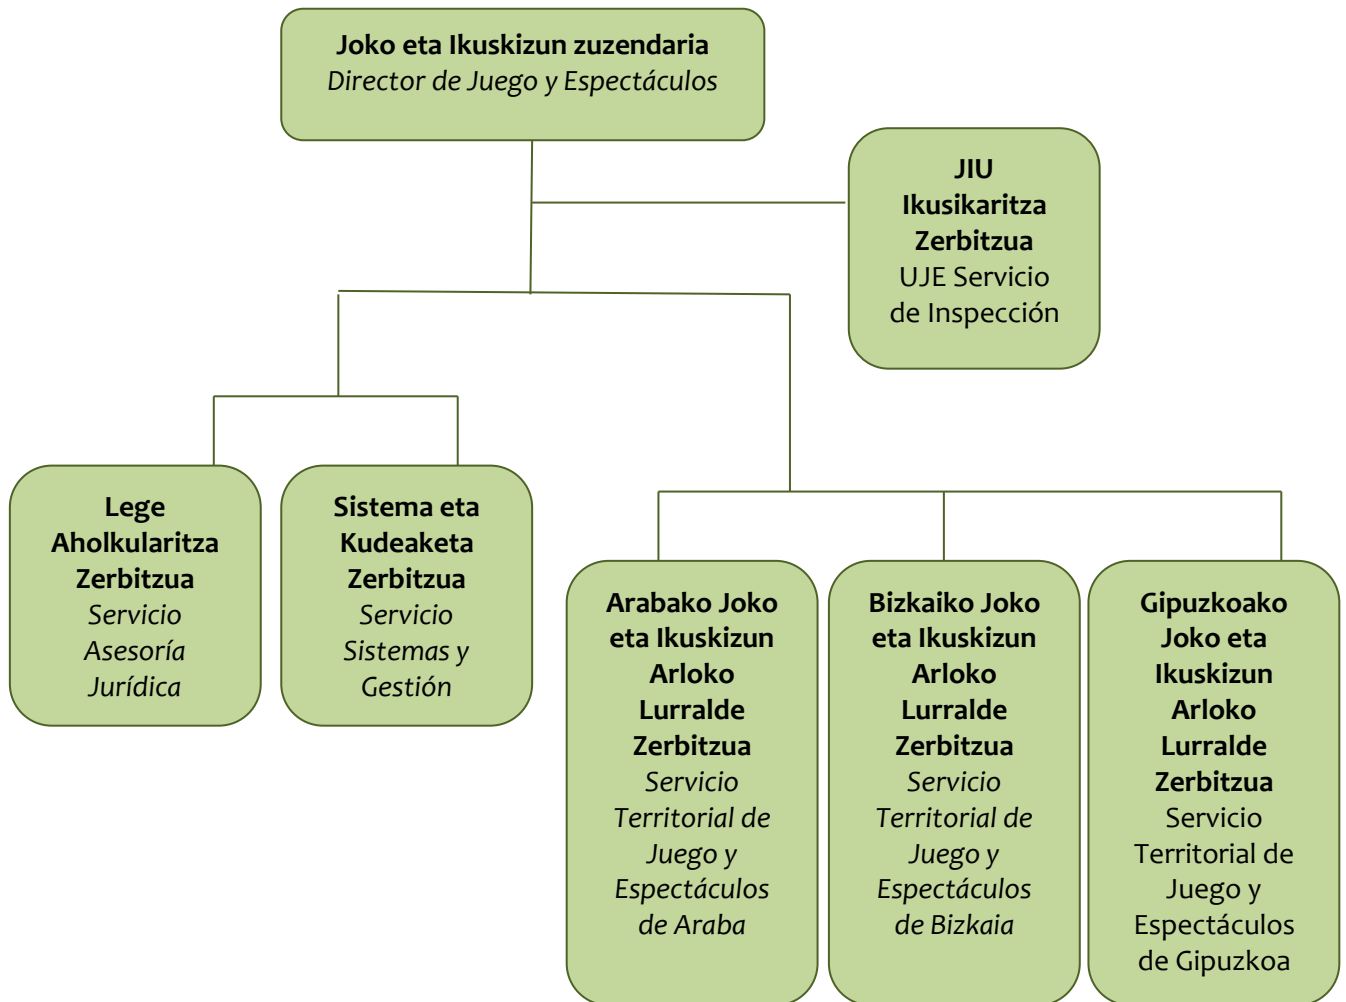 Joko eta Ikuskizun zuzendaria
Director de Juego y Espectáculos
JIU
Ikusikaritza
Zerbitzua
UJE Servicio
de Inspección
Lege
Aholkularitza
Zerbitzua
Servicio
Asesoría
Jurídica
Sistema eta
Kudeaketa
Zerbitzua
Servicio
Sistemas y
Gestión
Arabako Joko
eta Ikuskizun
Arloko
Lurralde
Zerbitzua
Servicio
Territorial de
Juego y
Espectáculos
de Araba
Bizkaiko Joko
eta Ikuskizun
Arloko
Lurralde
Zerbitzua
Servicio
Territorial de
Juego y
Espectáculos
de Bizkaia
Gipuzkoako
Joko eta
Ikuskizun
Arloko
Lurralde
Zerbitzua
Servicio
Territorial de
Juego y
Espectáculos
de Gipuzkoa